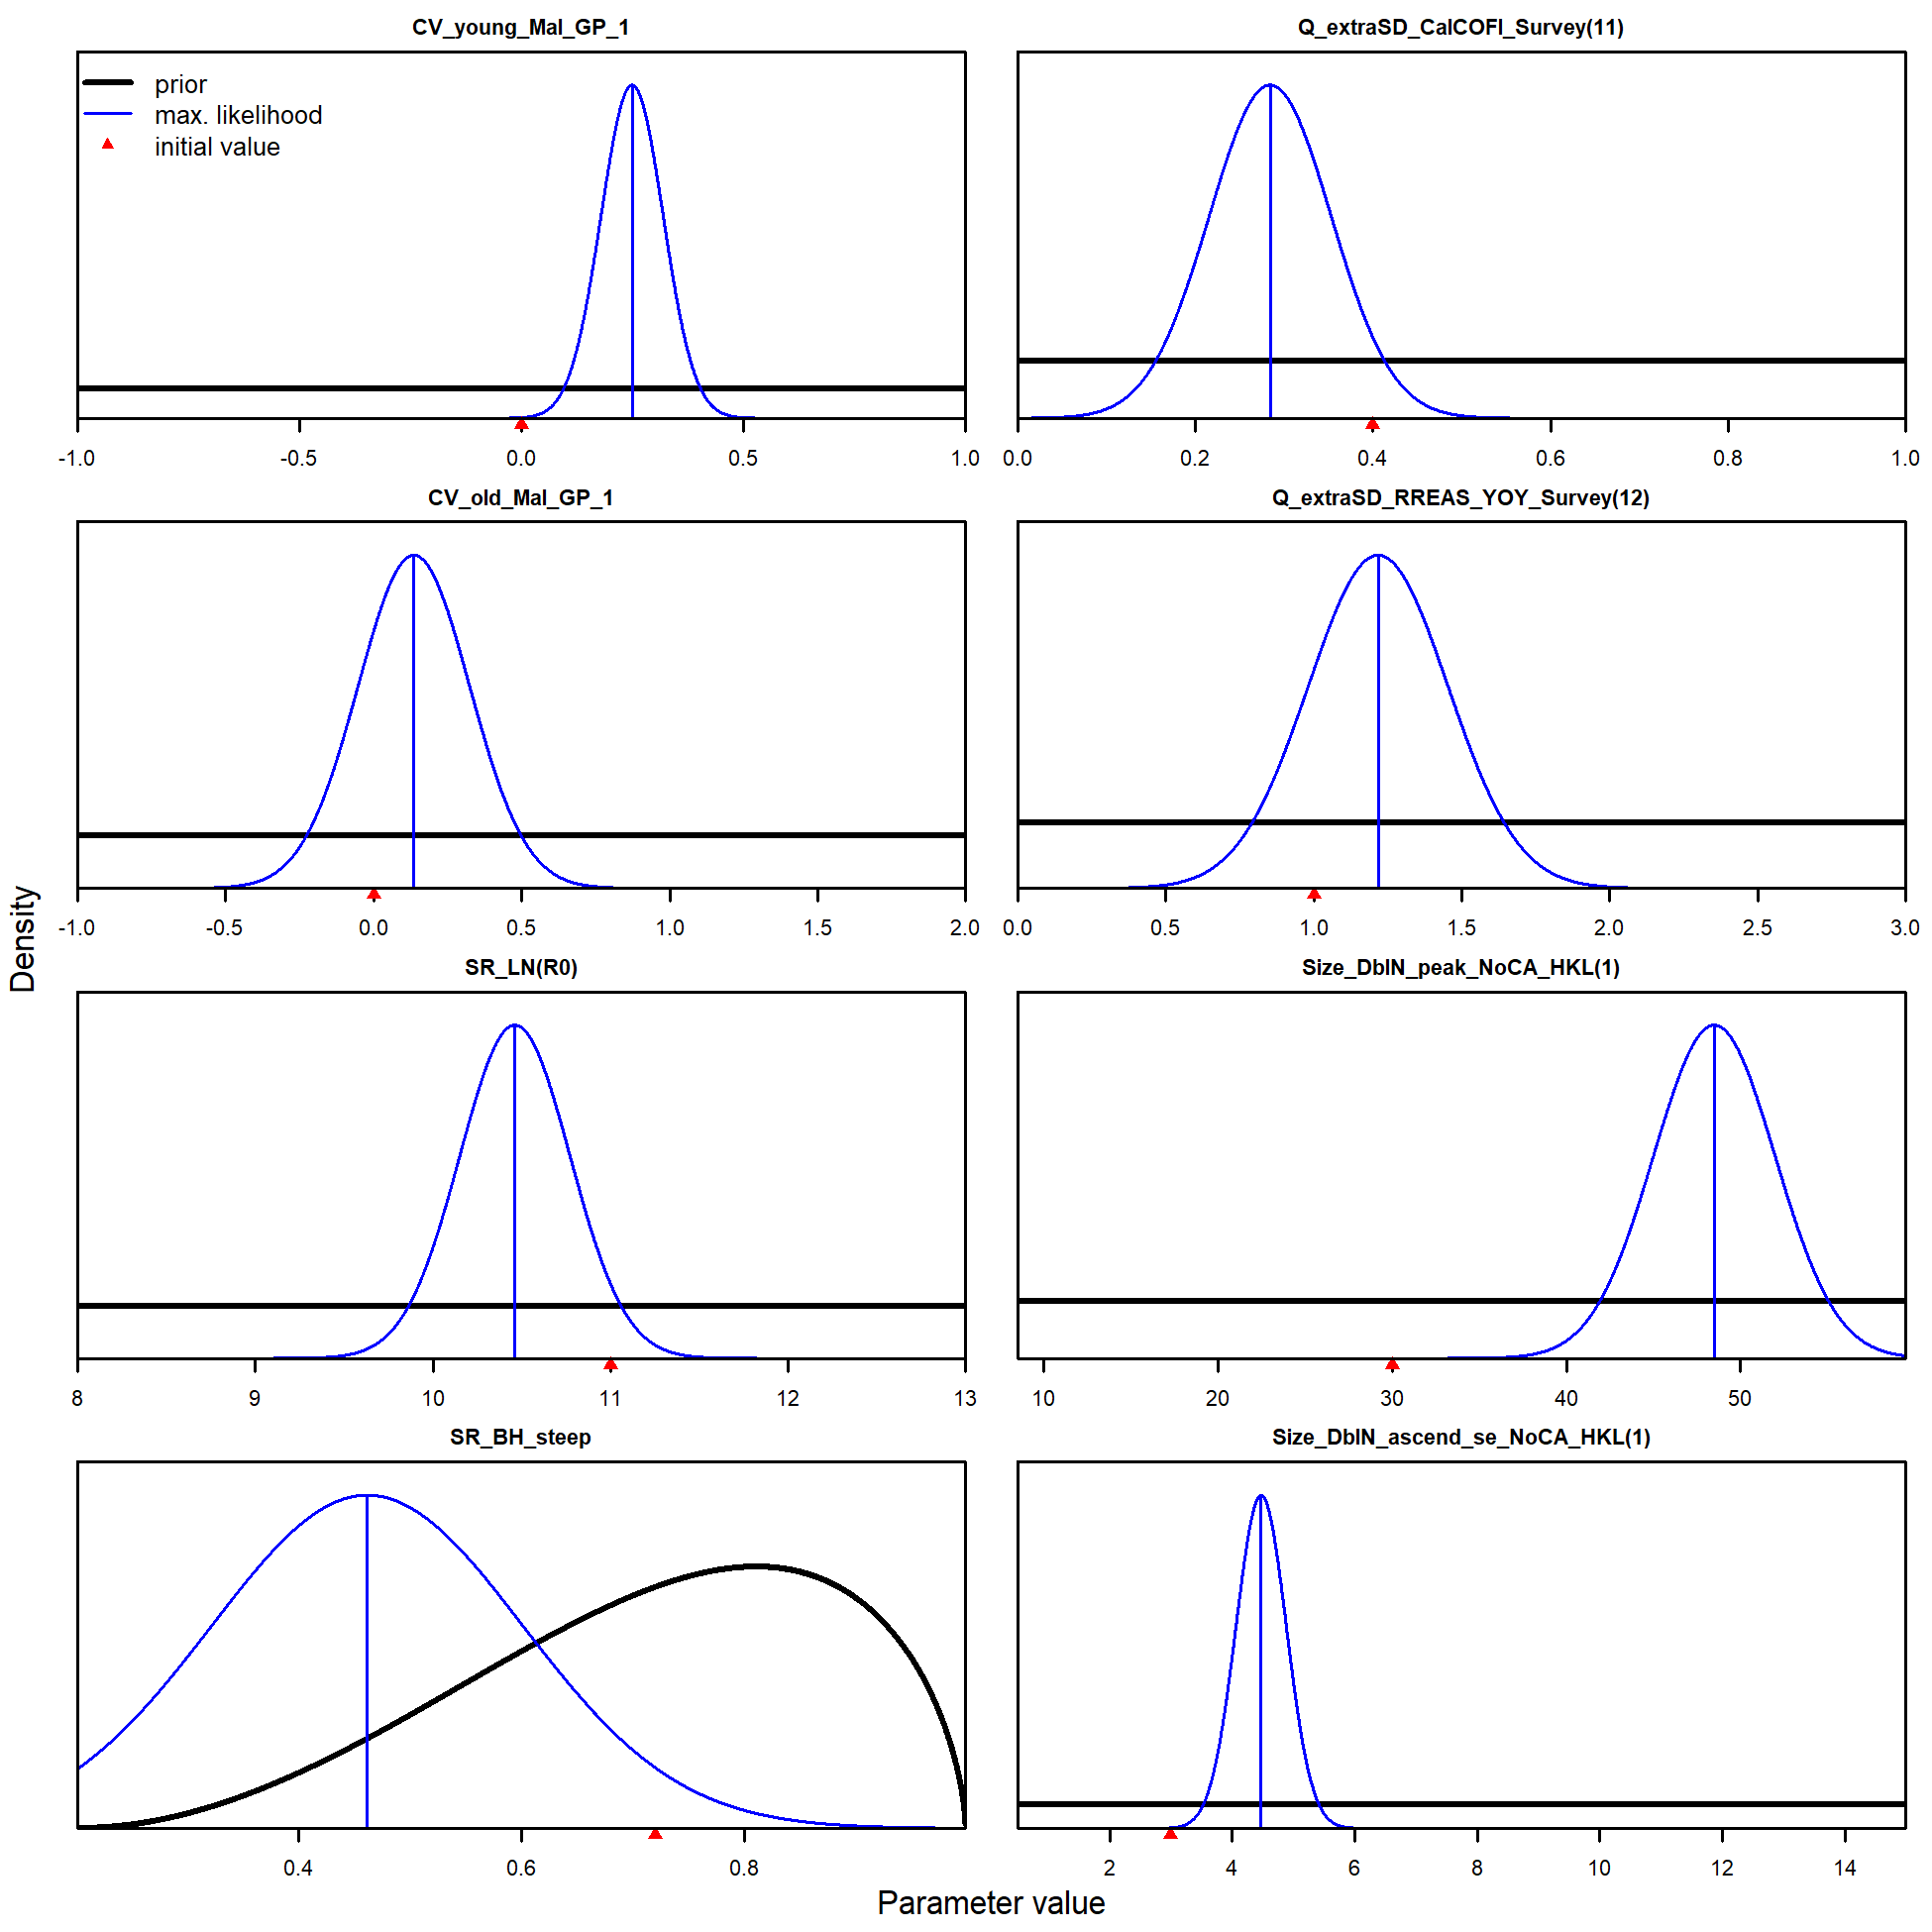 CV_young_Mal_GP_1
prior
max. likelihood
initial value
-1.0 -0.5 0.0 0.5 1.0
Q_extraSD_CalCOFI_Survey(11)
0.0 0.2 0.4 0.6 0.8 1.0
CV_old_Mal_GP_1
-1.0 -0.5 0.0 0.5 1.0 1.5 2.0
Q_extraSD_RREAS_YOY_Survey(12)
0.0 0.5 1.0 1.5 2.0 2.5 3.0
SR_LN(R0)
8 9 10 11 12 13
Size_DblN_peak_NoCA_HKL(1)
10 20 30 40 50
SR_BH_steep
0.4 0.6 0.8
Size_DblN_ascend_se_NoCA_HKL(1)
2 4 6 8 10 12 14
Density
Parameter value